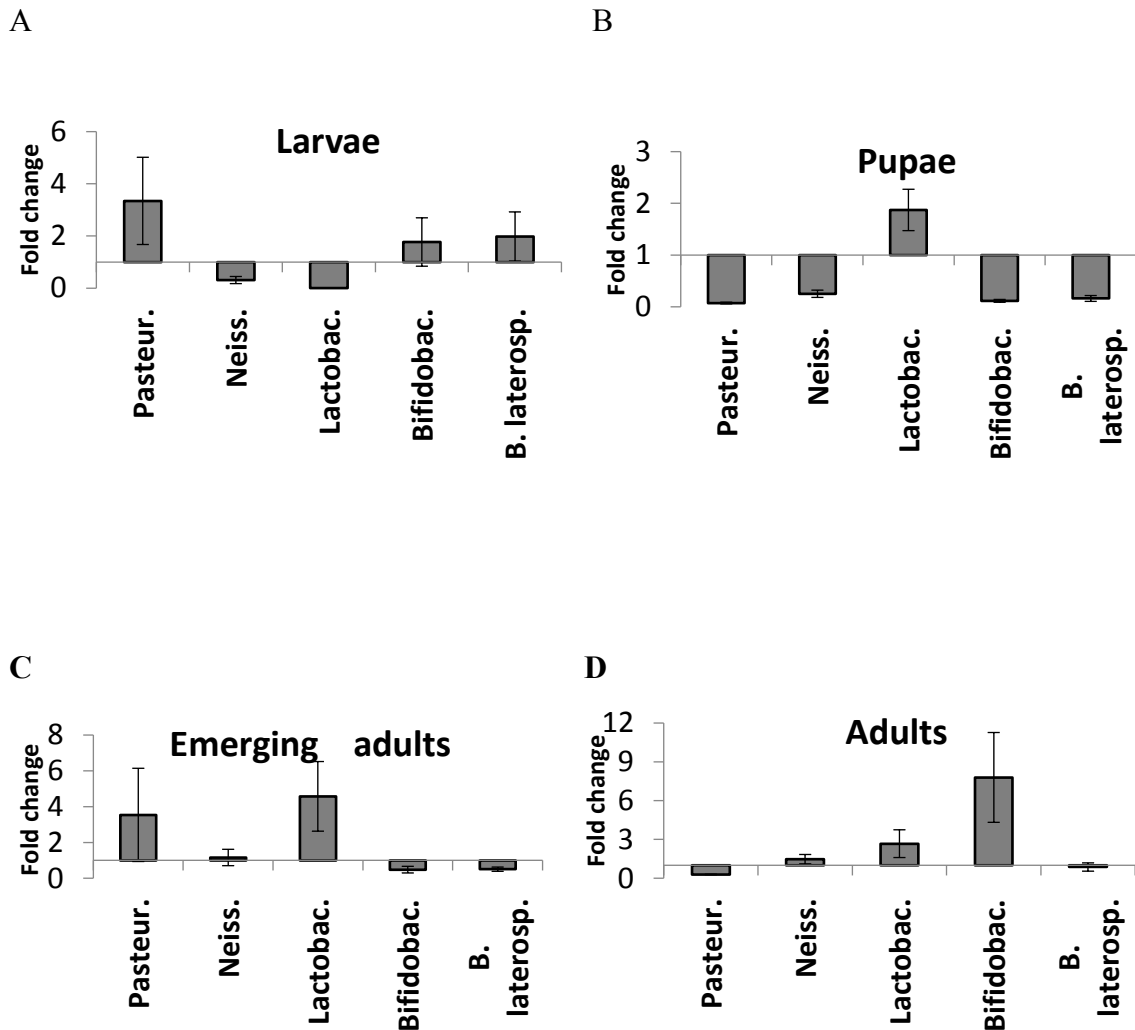 A
Larvae
Fold change
6
4
2
0
Pasteur.
Neiss.
Lactobac.
Bifidobac.
B. laterosp.
B
Pupae
Fold change
3
2
1
0
Pasteur.
Neiss.
Lactobac.
Bifidobac.
B.
laterosp.
C
Emerging adults
Fold change
8
6
4
2
0
Pasteur.
Neiss.
Lactobac.
Bifidobac.
B.
laterosp.
D
Adults
Fold change
12
9
6
3
0
Pasteur.
Neiss.
Lactobac.
Bifidobac.
B.
laterosp.